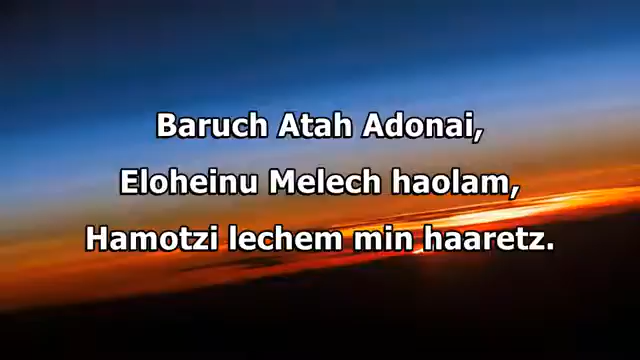 Baruch Atah Adonai,
Eloheinu Melech haolam,
Hamotzi lechem min haaretz.